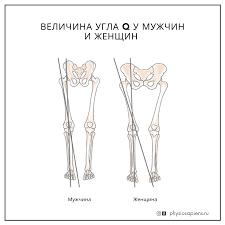 ВЕЛИЧИНА УГЛА Q У МУЖЧИН
И ЖЕНЩИН
Мужчина
Женщина
physiosapiens.ru